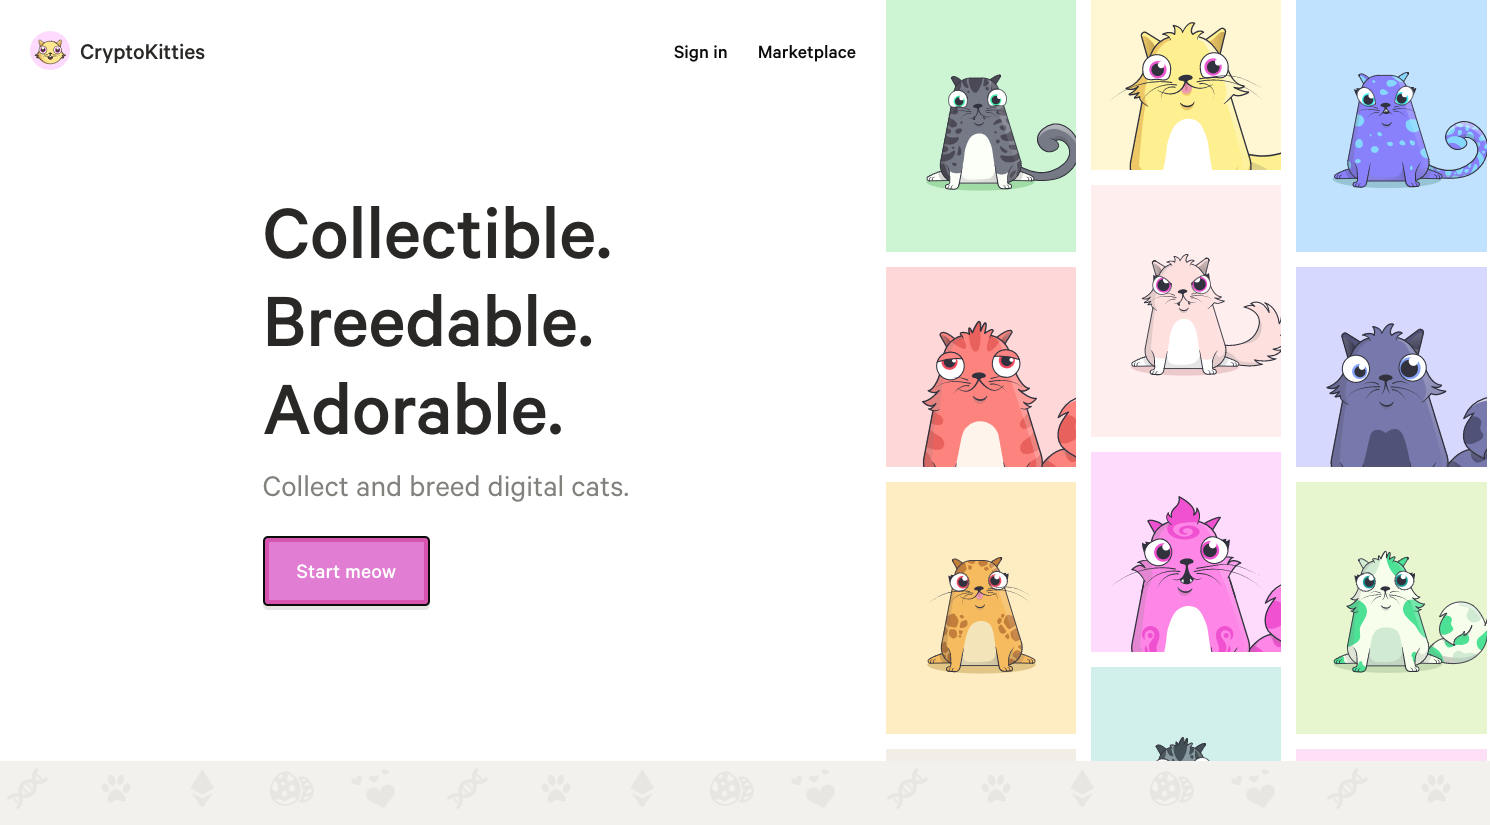 CryptoKitties
Sign in
Marketplace
Collectible.
Breedable.
Adorable.
Collect and breed digital cats.
Start meow